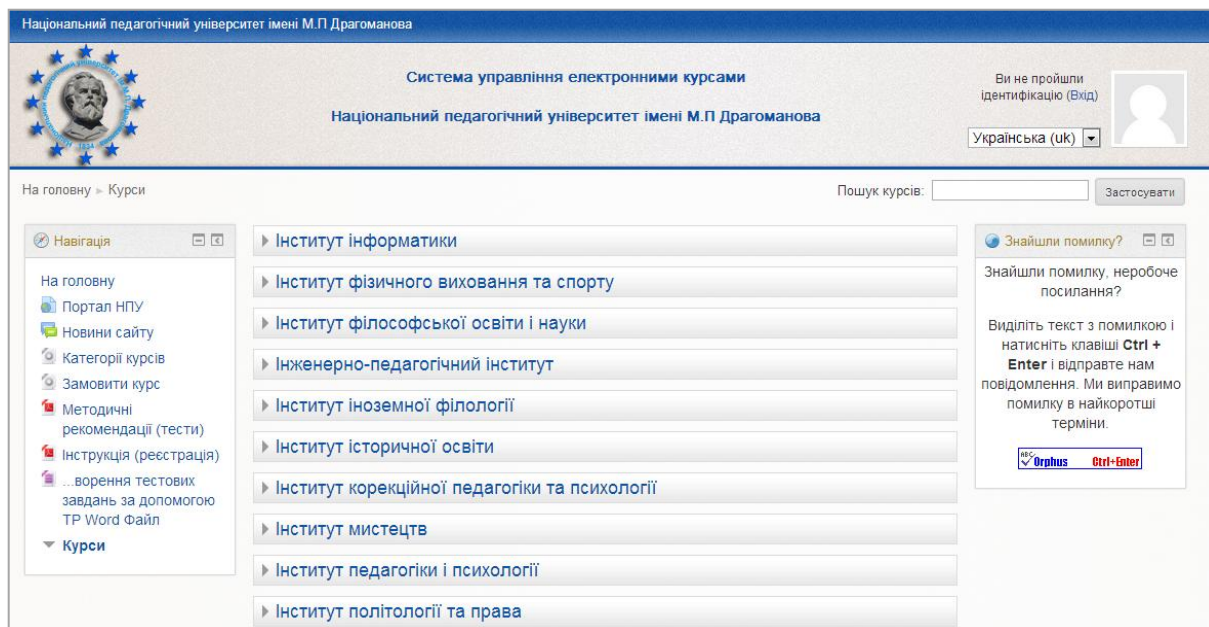 Національний педагогічний університет імені М.П Драгоманова
Система управління електронними курсами
Національний педагогічний університет імені М.П Драгоманова
Ви не пройшли
ідентифікацію (Вхід)
Українська (uk)
1834
На головну ► Курси
Пошук курсів:
Застосувати
Навігація
На головну
Портал НПУ
Новини сайту
Категорії курсів
Замовити курс
Методичні
рекомендації (тести)
Інструкція (реєстрація)
...ворення тестових
завдань за допомогою
ТР Word Файл
Курси
Інститут інформатики
Інститут фізичного виховання та спорту
Інститут філософської освіти і науки
Інженерно-педагогічний інститут
Інститут іноземної філології
Інститут історичної освіти
Інститут корекційної педагогіки та психології
Інститут мистецтв
Інститут педагогіки і психології
Інститут політології та права
Знайшли помилку?
Знайшли помилку, неробоче
посилання?
Виділіть текст з помилкою і
натисніть клавіші Ctrl +
Enter і відправте нам
повідомлення. Ми виправимо
помилку в найкоротші
терміни.
ABC
Orphus Ctrl+Enter